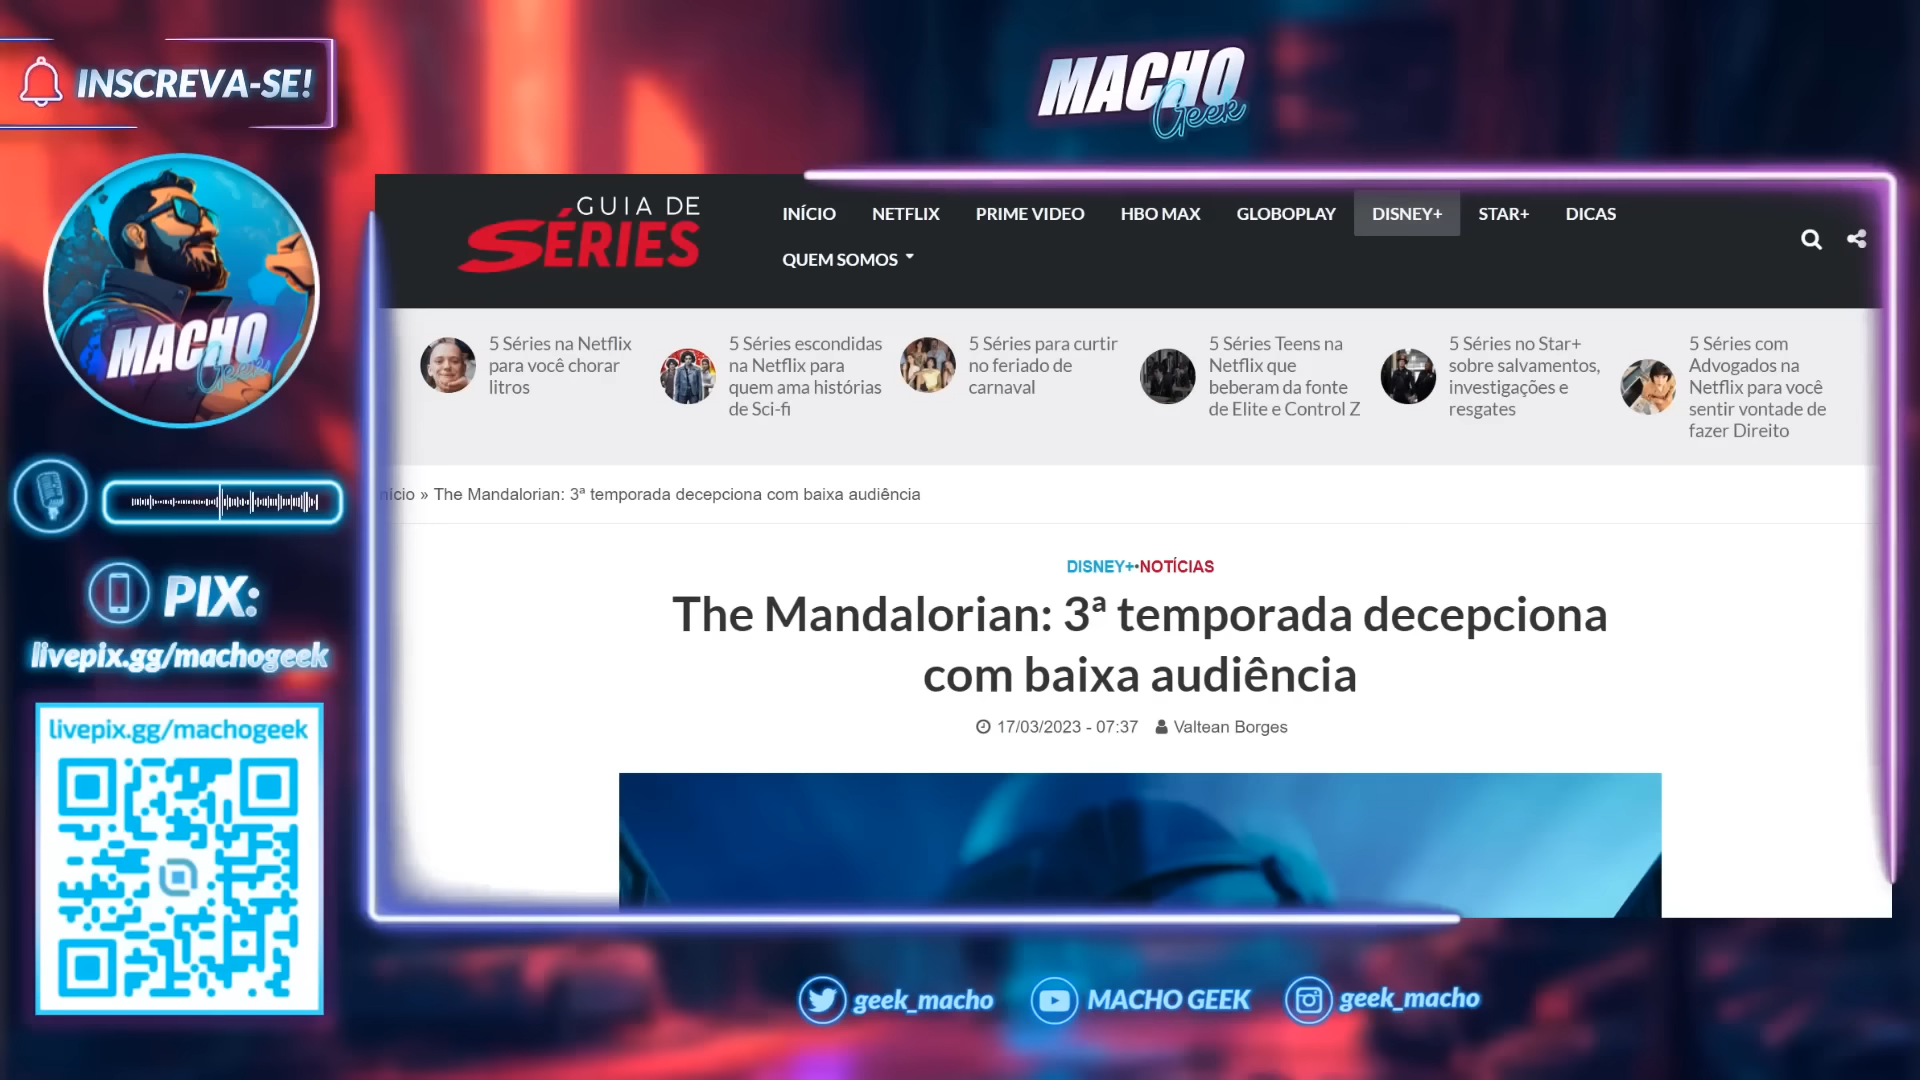 INSCREVA-SE!
MACHO
Geek
MACHO
Geek
PIX:
livepix.gg/machogeek
livepix.gg/machogeek
GUIA DE
SÉRIES
INÍCIO
NETFLIX
PRIME VIDEO
HBO MAX
GLOBOPLAY
DISNEY+
STAR+
DICAS
QUEM SOMOS
5 Séries na Netflix
para você chorar
litros
5 Séries escondidas
na Netflix para
quem ama histórias
de Sci-fi
5 Séries para curtir
no feriado de
carnaval
5 Séries Teens na
Netflix que
beberam da fonte
de Elite e Control Z
5 Séries no Star+
sobre salvamentos,
investigações e
resgates
5 Séries com
Advogados na
Netflix para você
sentir vontade de
fazer Direito
nício » The Mandalorian: 3ª temporada decepciona com baixa audiência
DISNEY+•NOTÍCIAS
The Mandalorian: 3ª temporada decepciona
com baixa audiência
17/03/2023 - 07:37 Valtean Borges
geek_macho
MACHO GEEK
geek_macho